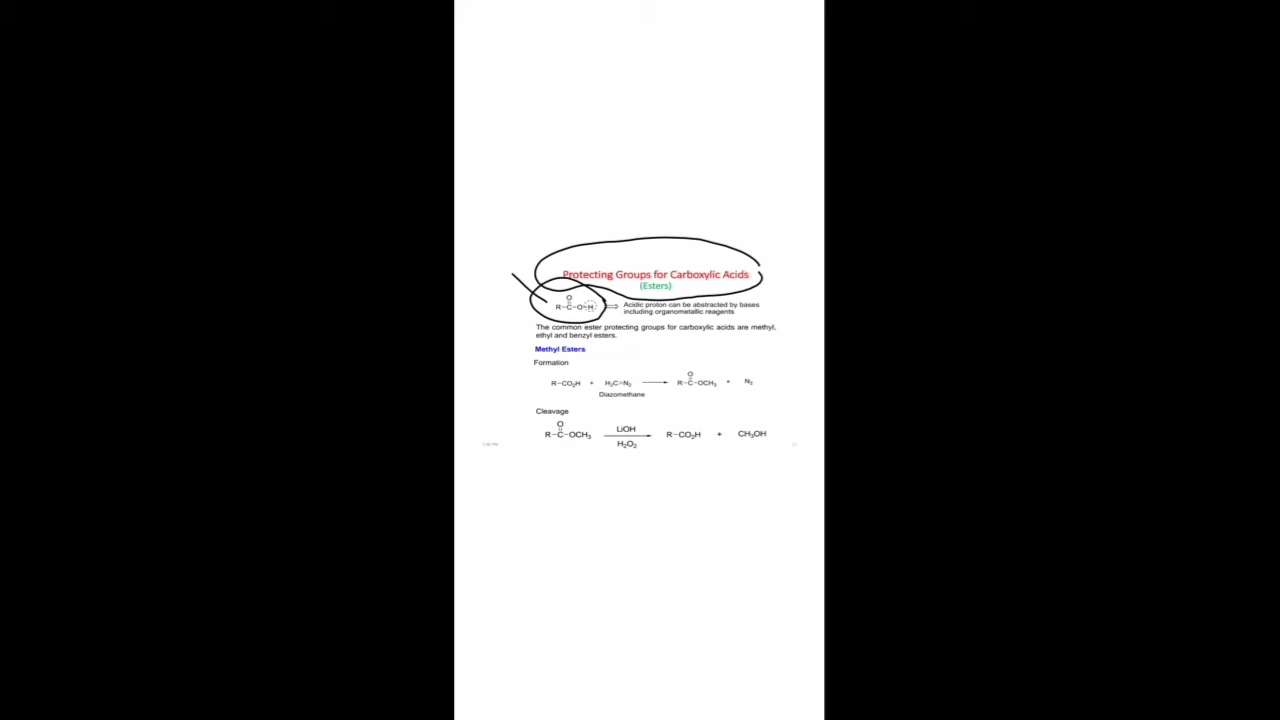 Protecting Groups for Carboxylic Acids
(Esters)
O
R–C–O–H ⇒ Acidic proton can be abstracted by bases
including organometallic reagents
The common ester protecting groups for carboxylic acids are methyl,
ethyl and benzyl esters.
Methyl Esters
Formation
O
R–CO₂H + H₂C=N₂ → R–C–OCH₃ + N₂
Diazomethane
Cleavage
O
LiOH
R–C–OCH₃ → R–CO₂H + CH₃OH
H₂O₂